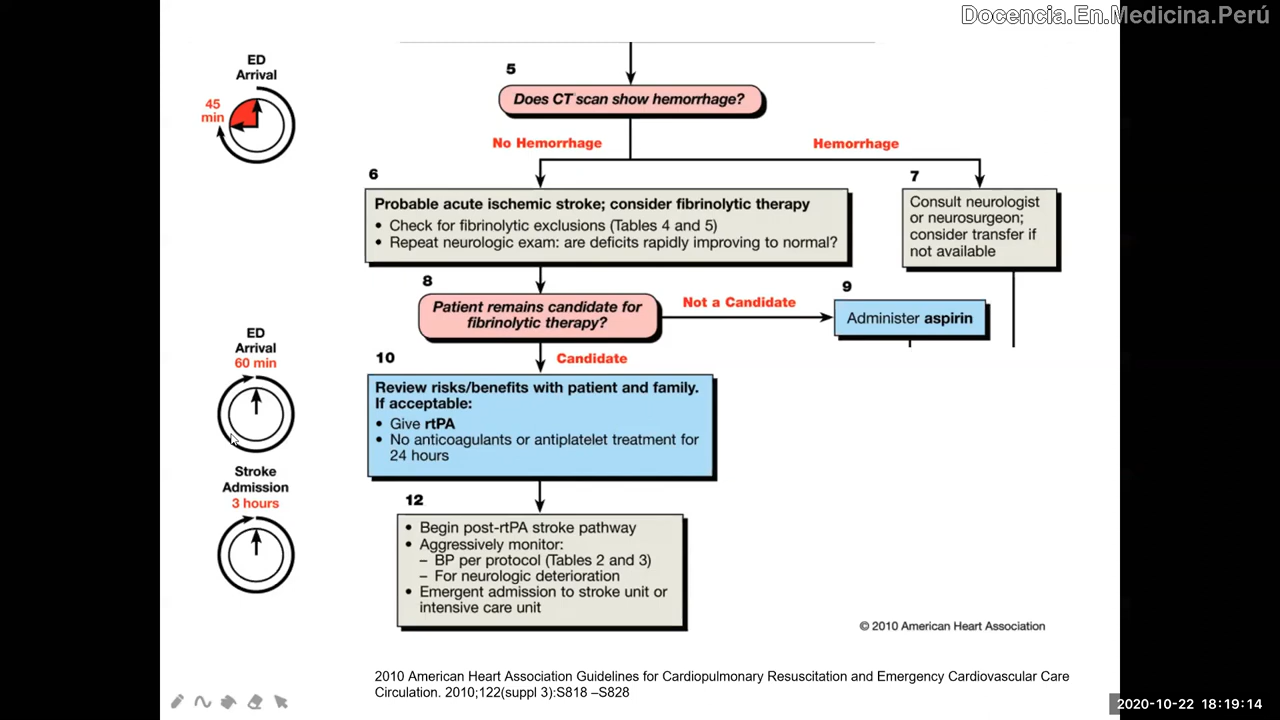 Docencia.En.Medicina.Perú
ED
Arrival
45
min
5
Does CT scan show hemorrhage?
No Hemorrhage
Hemorrhage
6
Probable acute ischemic stroke; consider fibrinolytic therapy
• Check for fibrinolytic exclusions (Tables 4 and 5)
• Repeat neurologic exam: are deficits rapidly improving to normal?
7
Consult neurologist
or neurosurgeon;
consider transfer if
not available
8
Patient remains candidate for
fibrinolytic therapy?
Not a Candidate
9
Administer aspirin
Candidate
ED
Arrival
60 min
10
Review risks/benefits with patient and family.
If acceptable:
• Give rtPA
• No anticoagulants or antiplatelet treatment for
24 hours
Stroke
Admission
3 hours
12
• Begin post-rtPA stroke pathway
• Aggressively monitor:
– BP per protocol (Tables 2 and 3)
– For neurologic deterioration
• Emergent admission to stroke unit or
intensive care unit
© 2010 American Heart Association
2010 American Heart Association Guidelines for Cardiopulmonary Resuscitation and Emergency Cardiovascular Care
Circulation. 2010;122(suppl 3):S818 –S828
2020-10-22 18:19:14